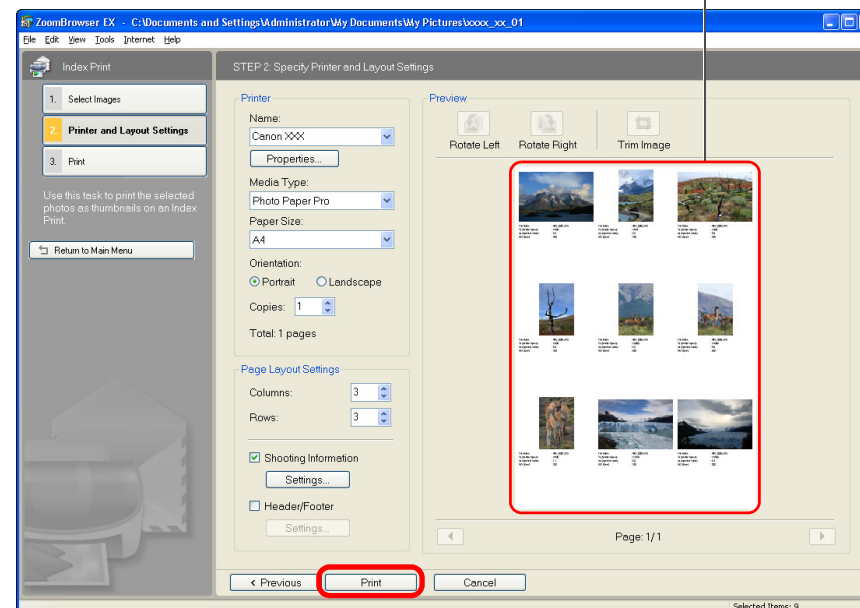 ZoomBrowser EX - C:\Documents and Settings\Administrator\My Documents\My Pictures\xxxx_xx_01
File Edit View Tools Internet Help
Index Print
STEP 2: Specify Printer and Layout Settings
1. Select Images
2. Printer and Layout Settings
3. Print
Use this task to print the selected
photos as thumbnails on an Index
Print.
Return to Main Menu
Printer
Name:
Canon XXX
Properties...
Media Type:
Photo Paper Pro
Paper Size:
A4
Orientation:
Portrait Landscape
Copies: 1
Total: 1 pages
Page Layout Settings
Columns: 3
Rows: 3
Shooting Information
Settings...
Header/Footer
Settings...
Preview
Rotate Left Rotate Right Trim Image
Page: 1/1
< Previous Print Cancel
Selected Items: 9